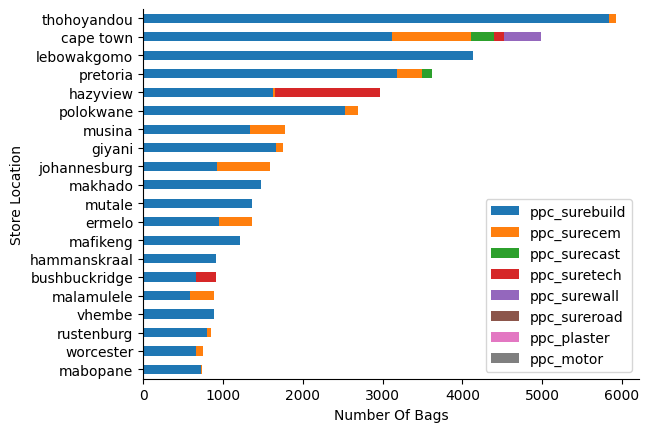 thohoyandou
cape town
lebowakgomo
pretoria
hazyview
polokwane
musina
giyani
johannesburg
makhado
mutale
ermelo
mafikeng
hammanskraal
bushbuckridge
malamulele
vhembe
rustenburg
worcester
mabopane
Store Location
ppc_surebuild
ppc_surecem
ppc_surecast
ppc_suretech
ppc_surewall
ppc_sureroad
ppc_plaster
ppc_motor
0 1000 2000 3000 4000 5000 6000
Number Of Bags